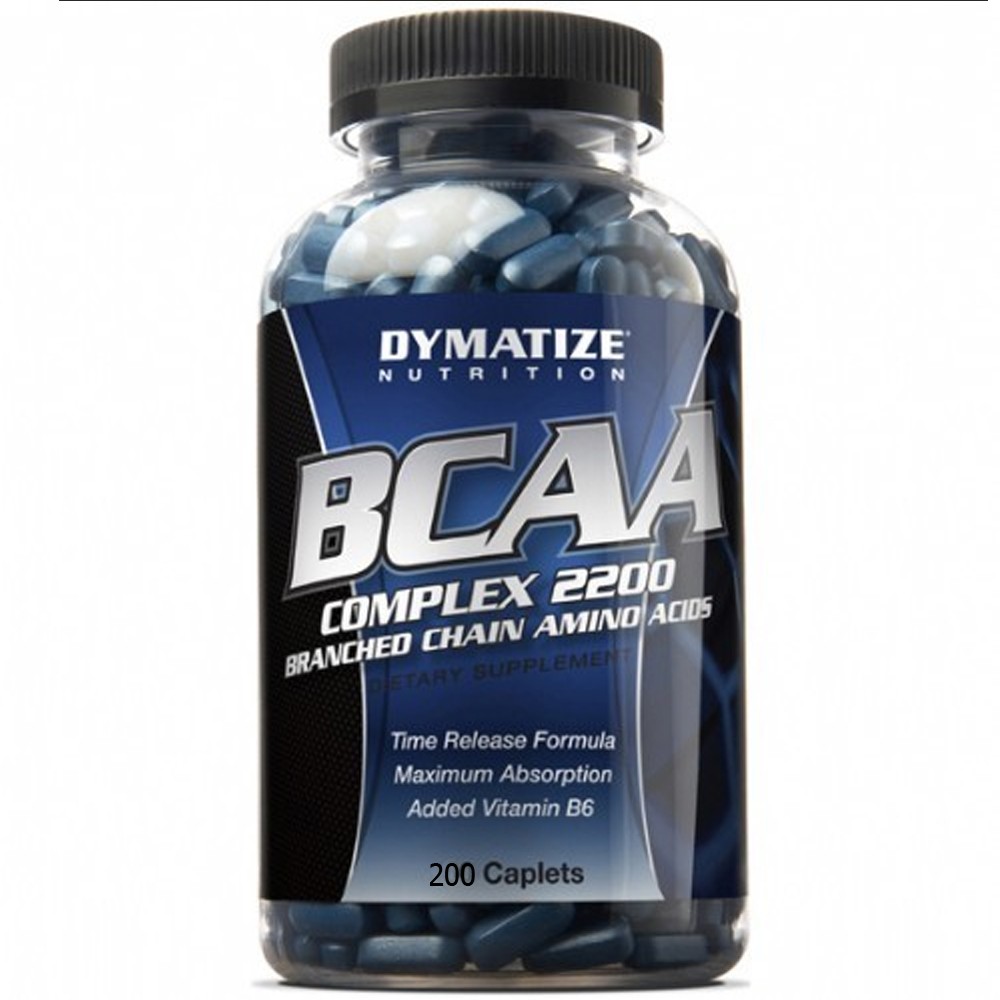 DYMATIZE
NUTRITION
BCAA
COMPLEX 2200
BRANCHED CHAIN AMINO ACIDS
DIETARY SUPPLEMENT
Time Release Formula
Maximum Absorption
Added Vitamin B6
200 Caplets